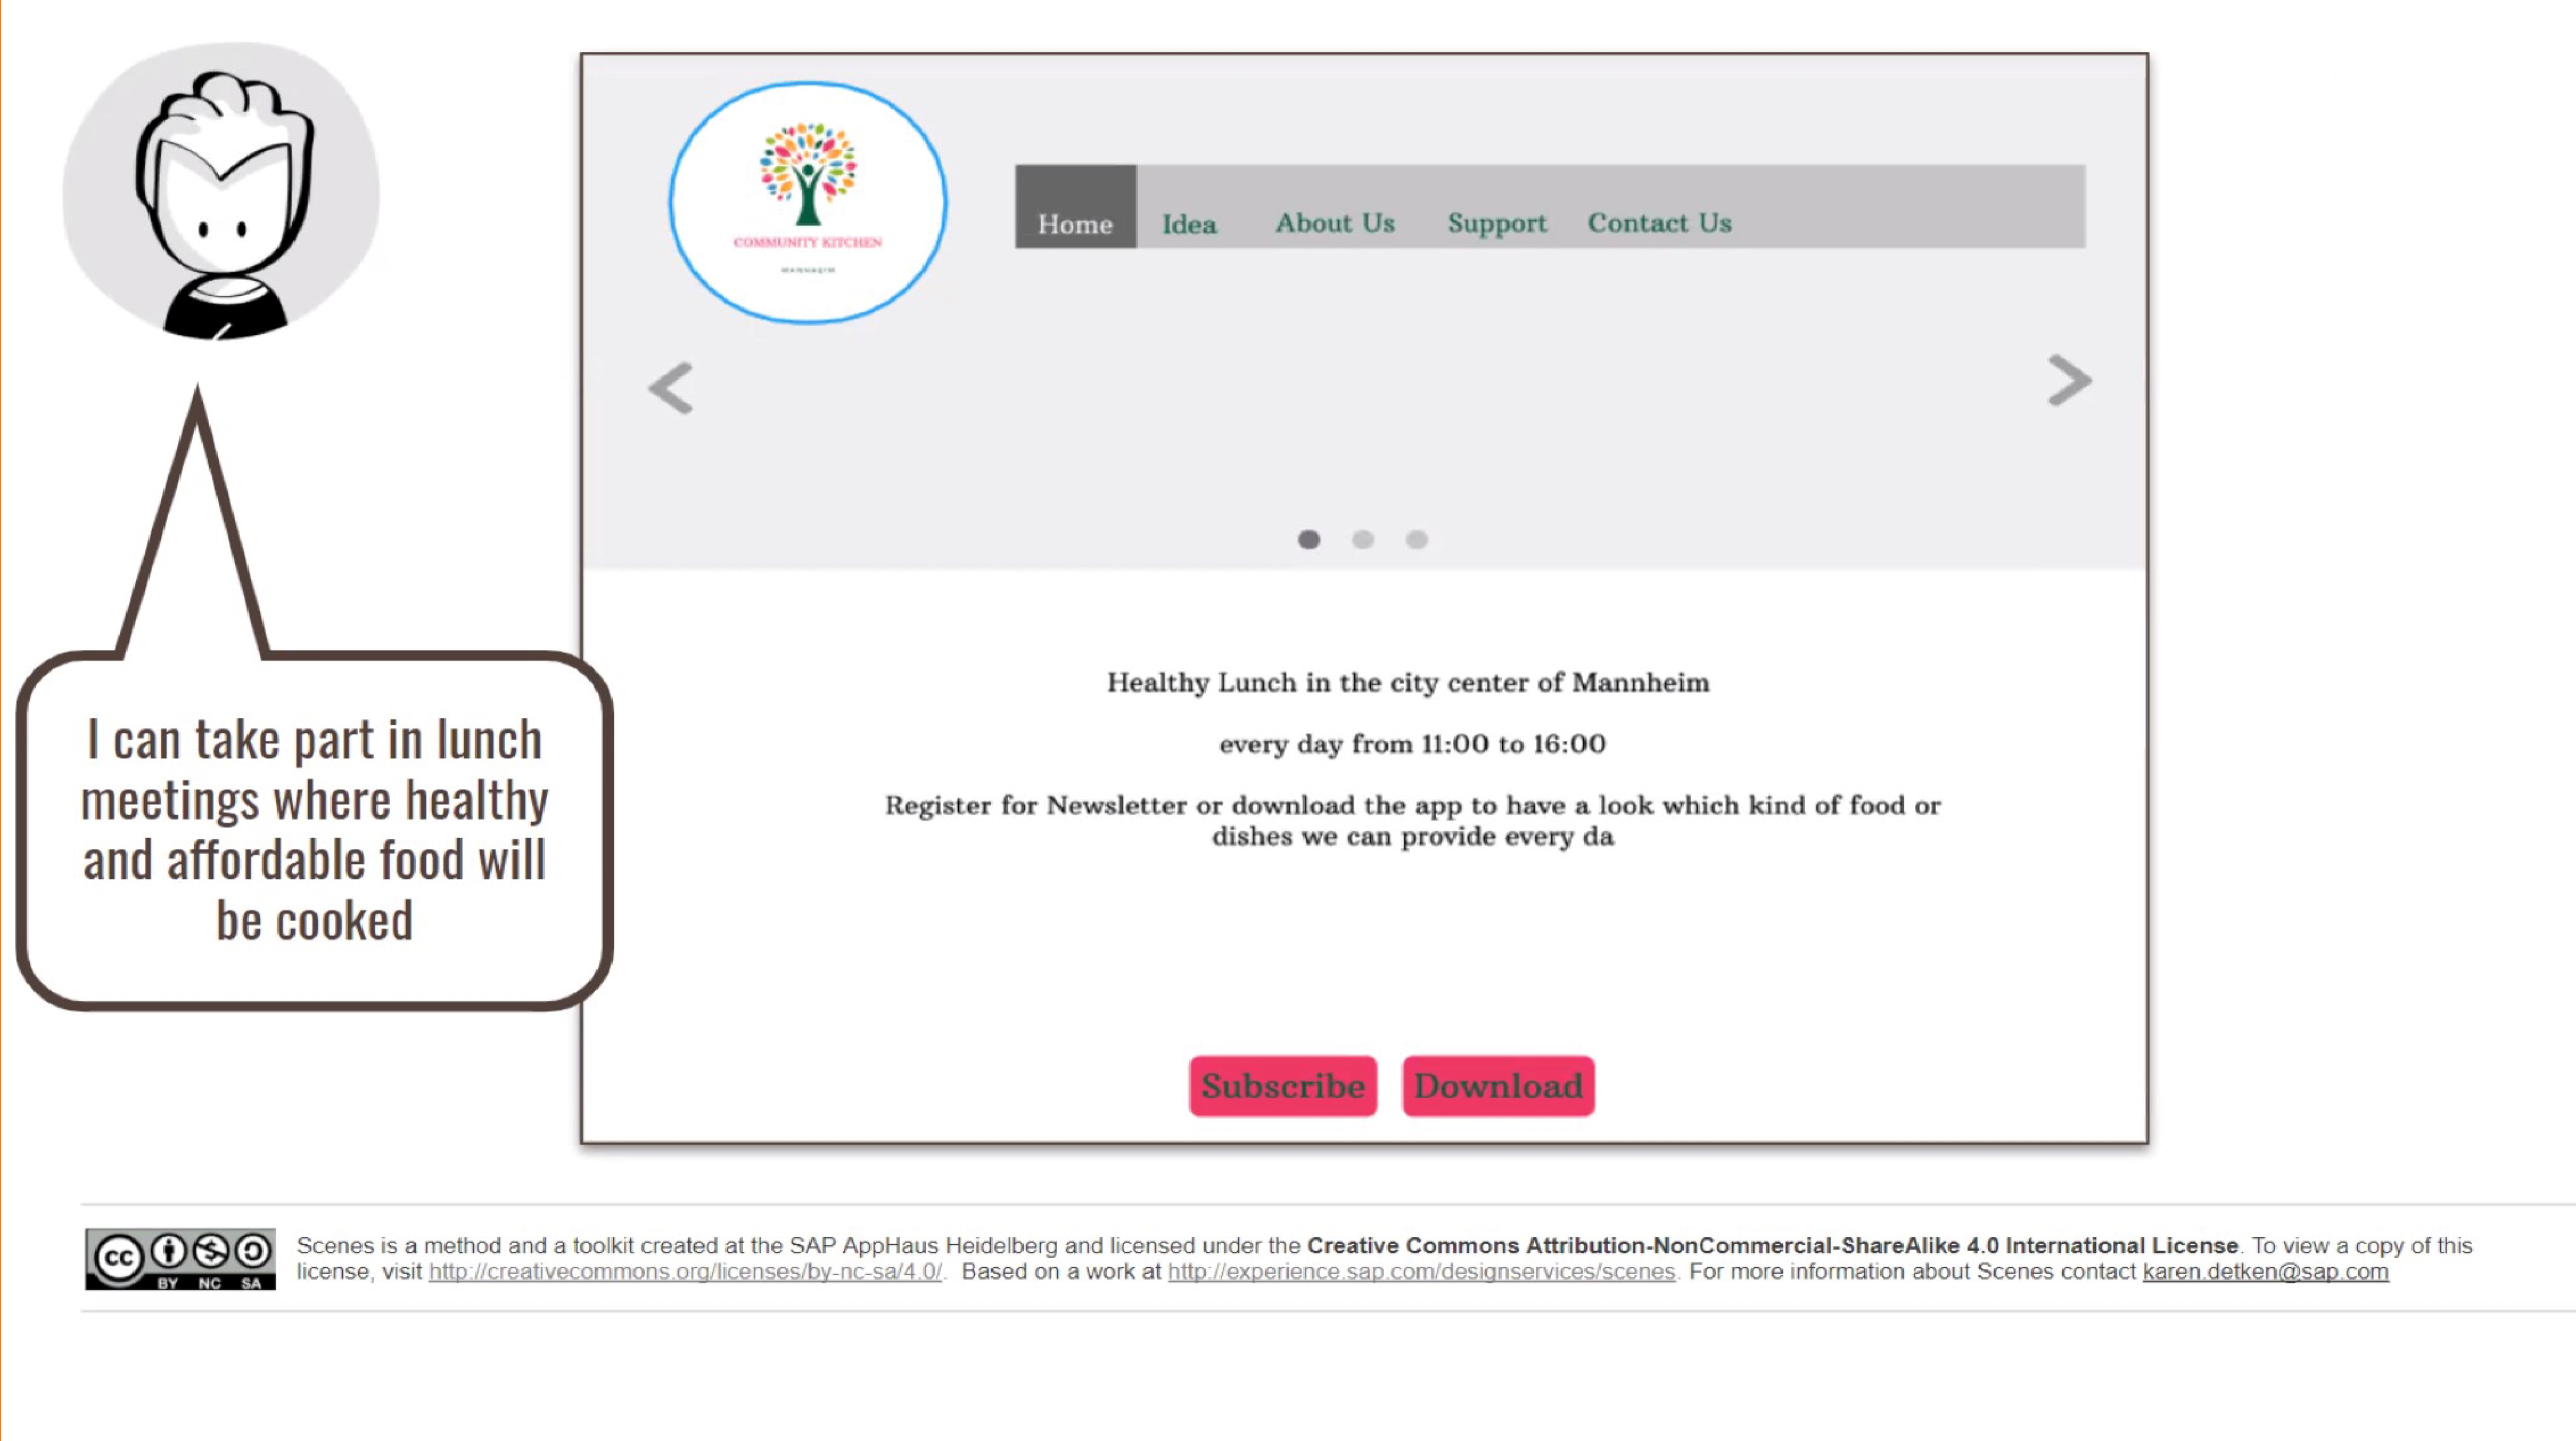 COMMUNITY KITCHEN
Home Idea About Us Support Contact Us
Healthy Lunch in the city center of Mannheim
every day from 11:00 to 16:00
Register for Newsletter or download the app to have a look which kind of food or
dishes we can provide every da
Subscribe Download
I can take part in lunch
meetings where healthy
and affordable food will
be cooked
cc BY NC SA
Scenes is a method and a toolkit created at the SAP AppHaus Heidelberg and licensed under the Creative Commons Attribution-NonCommercial-ShareAlike 4.0 International License. To view a copy of this
license, visit http://creativecommons.org/licenses/by-nc-sa/4.0/. Based on a work at http://experience.sap.com/designservices/scenes. For more information about Scenes contact karen.detken@sap.com